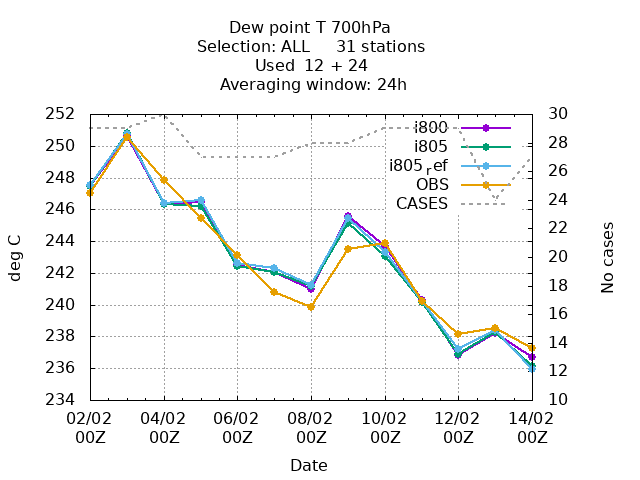 Dew point T 700hPa
Selection: ALL     31 stations
Used  12 + 24
Averaging window: 24h
252
250
248
246
244
242
240
238
236
234
30
28
26
24
22
20
18
16
14
12
10
deg C
No cases
i800
i805
i805ref
OBS
CASES
02/02 04/02 06/02 08/02 10/02 12/02 14/02
00Z 00Z 00Z 00Z 00Z 00Z 00Z
Date